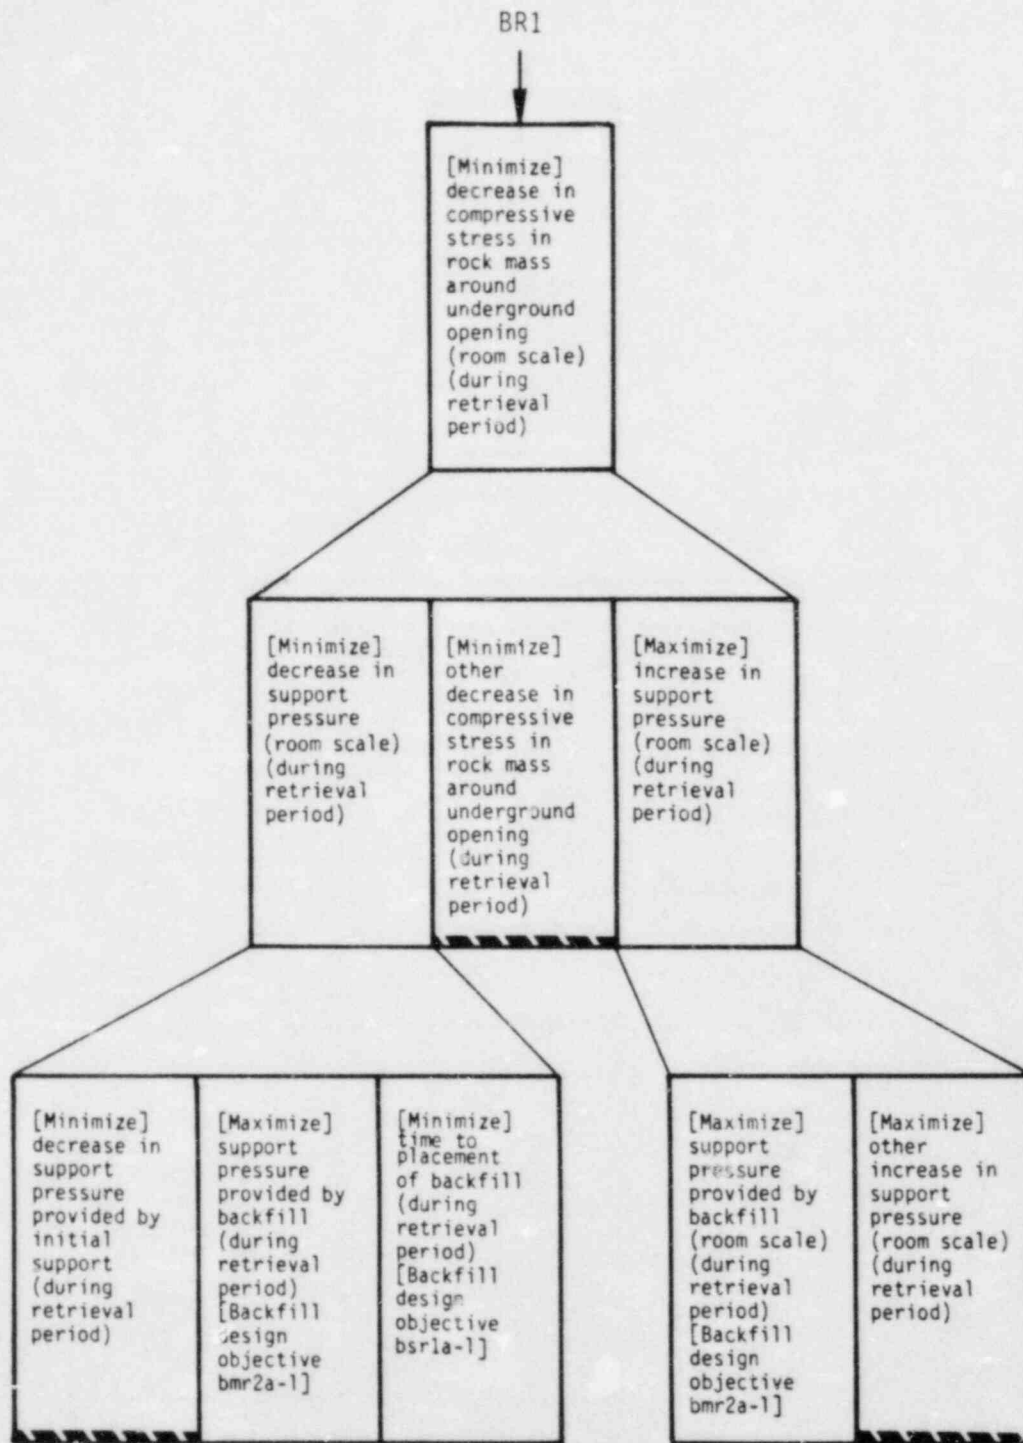 BR1
[Minimize]
decrease in
compressive
stress in
rock mass
around
underground
opening
(room scale)
(during
retrieval
period)
[Minimize]
decrease in
support
pressure
(room scale)
(during
retrieval
period)
[Minimize]
other
decrease in
compressive
stress in
rock mass
around
underground
opening
(during
retrieval
period)
[Maximize]
increase in
support
pressure
(room scale)
(during
retrieval
period)
[Minimize]
decrease in
support
pressure
provided by
initial
support
(during
retrieval
period)
[Maximize]
support
pressure
provided by
backfill
(during
retrieval
period)
[Backfill
design
objective
bmr2a-1]
[Minimize]
time to
placement
of backfill
(during
retrieval
period)
[Backfill
design
objective
bsr1a-1]
[Maximize]
support
pressure
provided by
backfill
(room scale)
(during
retrieval
period)
[Backfill
design
objective
bmr2a-1]
[Maximize]
other
increase in
support
pressure
(room scale)
(during
retrieval
period)